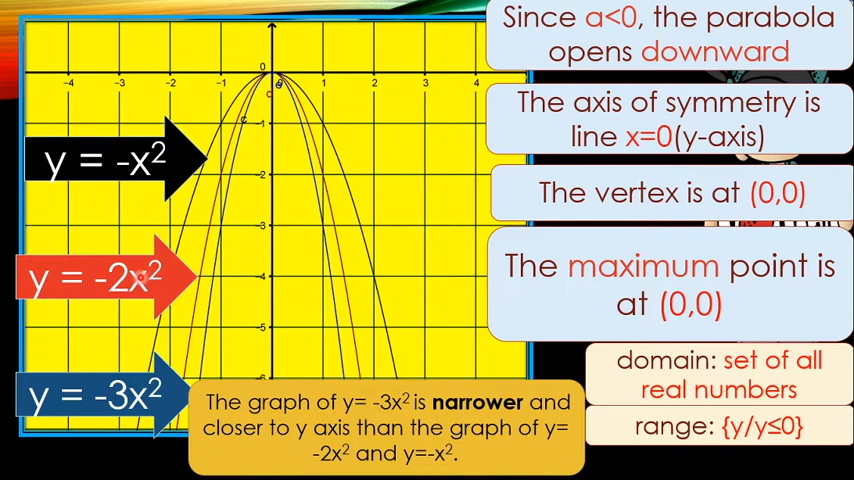 Since a<0, the parabola
opens downward
The axis of symmetry is
line x=0(y-axis)
The vertex is at (0,0)
The maximum point is
at (0,0)
domain: set of all
real numbers
range: {y/y≤0}
y = -x²
y = -2x²
y = -3x²
0
-4 -3 -2 -1 0 1 2 3 4
-1
-2
-3
-4
-5
The graph of y= -3x² is narrower and
closer to y axis than the graph of y=
-2x² and y=-x².